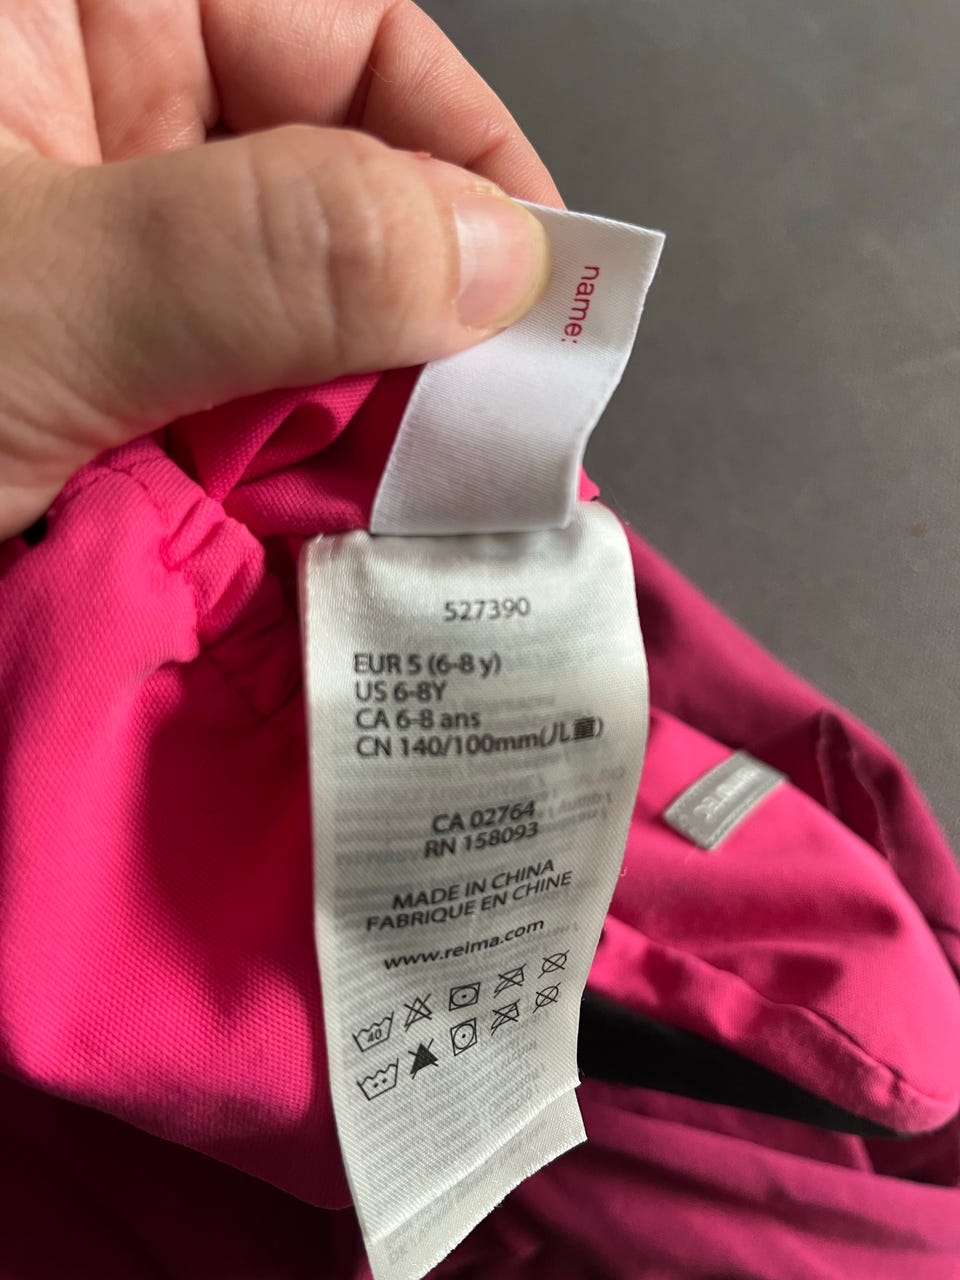 name:
527390
EUR 5 (6-8 y)
US 6-8Y
CA 6-8 ans
CN 140/100mm(儿童)
CA 02764
RN 158093
MADE IN CHINA
FABRIQUE EN CHINE
www.reima.com
40